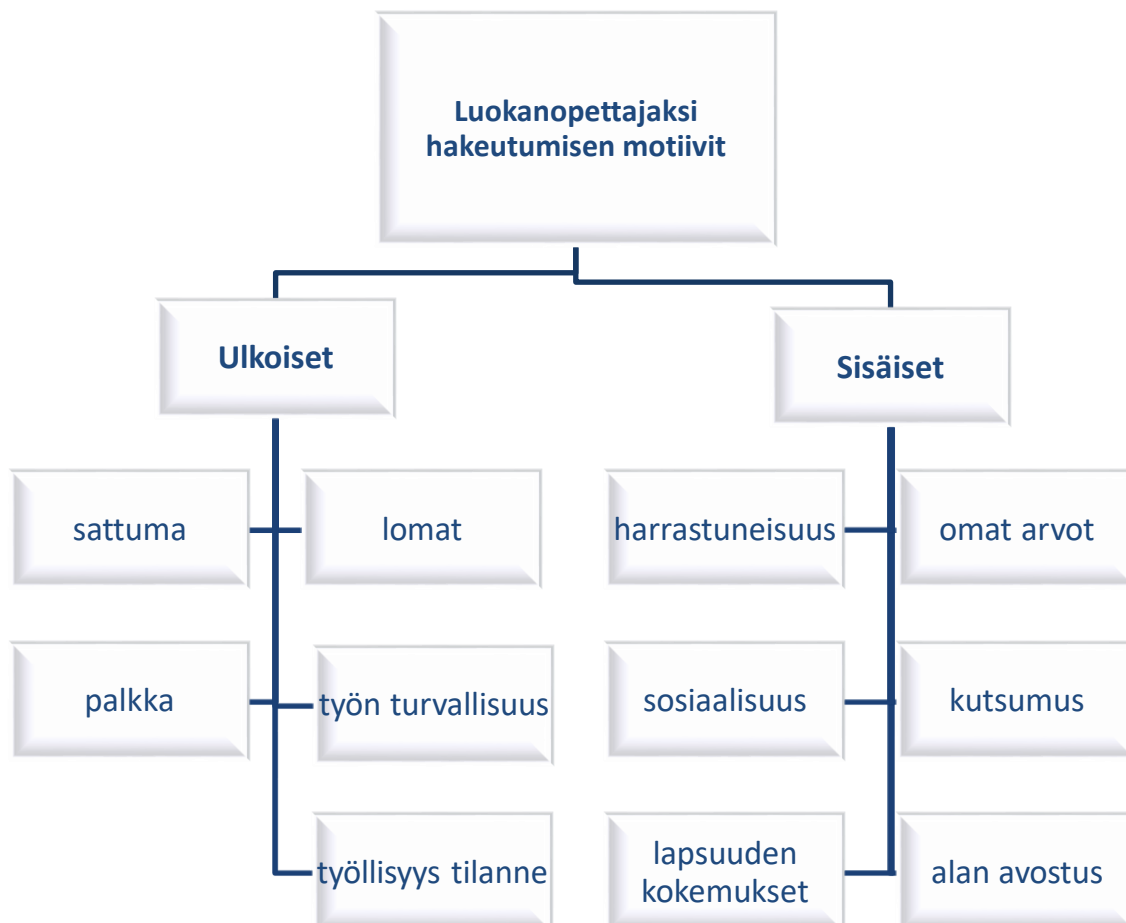 Luokanopettajaksi
hakeutumisen motiivit
Ulkoiset
Sisäiset
sattuma
lomat
harrastuneisuus
omat arvot
palkka
työn turvallisuus
sosiaalisuus
kutsumus
työllisyys tilanne
lapsuuden
kokemukset
alan avostus